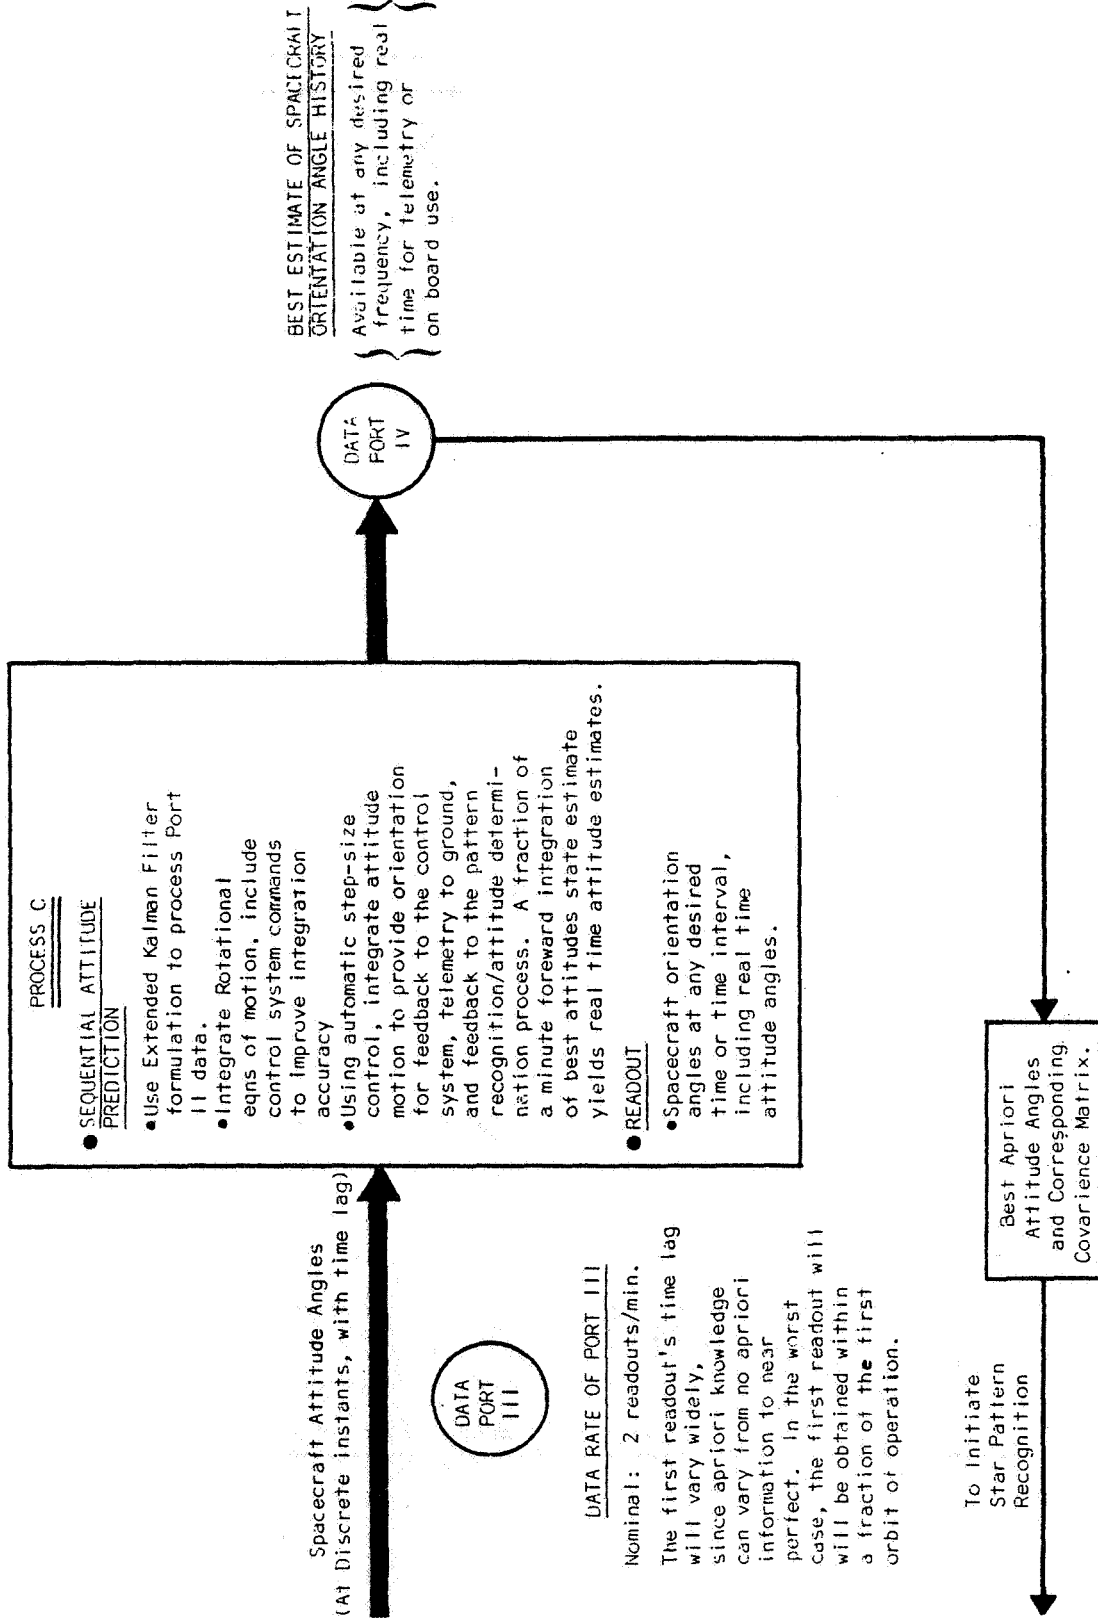 Spacecraft Attitude Angles
(At Discrete instants, with time lag)
DATA
PORT
III
DATA RATE OF PORT III
Nominal: 2 readouts/min.
The first readout's time lag
will vary widely,
since apriori knowledge
can vary from no apriori
information to near
perfect. In the worst
case, the first readout will
will be obtained within
a fraction of the first
orbit of operation.
PROCESS C
● SEQUENTIAL ATTITUDE
PREDICTION
•Use Extended Kalman Filter
formulation to process Port
II data.
•Integrate Rotational
eqns of motion, include
control system commands
to improve integration
accuracy
•Using automatic step-size
control, integrate attitude
motion to provide orientation
for feedback to the control
system, telemetry to ground,
and feedback to the pattern
recognition/attitude determi-
nation process. A fraction of
a minute foreward integration
of best attitudes state estimate
yields real time attitude estimates.
● READOUT
•Spacecraft orientation
angles at any desired
time or time interval,
including real time
attitude angles.
DATA
PORT
IV
BEST ESTIMATE OF SPACECRAFT
ORIENTATION ANGLE HISTORY
Available at any desired
frequency, including real
time for telemetry or
on board use.
Best Apriori
Attitude Angles
and Corresponding
Covarience Matrix.
To Initiate
Star Pattern
Recognition